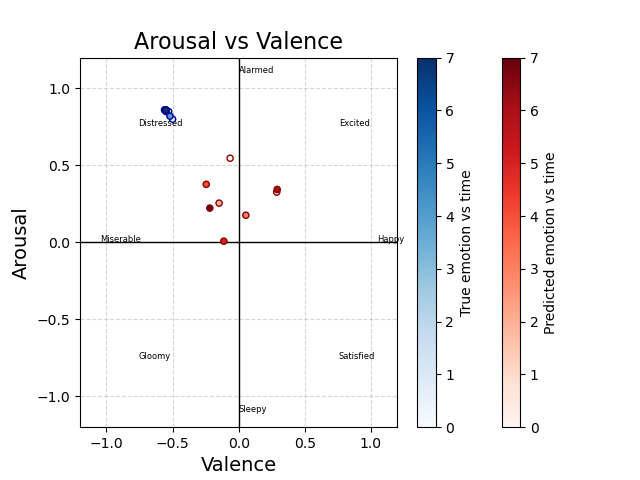 Arousal vs Valence
Alarmed
Distressed
Excited
Miserable
Happy
Gloomy
Satisfied
Sleepy
1.0
0.5
0.0
−0.5
−1.0
Arousal
−1.0 −0.5 0.0 0.5 1.0
Valence
7
6
5
4
3
2
1
0
True emotion vs time
7
6
5
4
3
2
1
0
Predicted emotion vs time